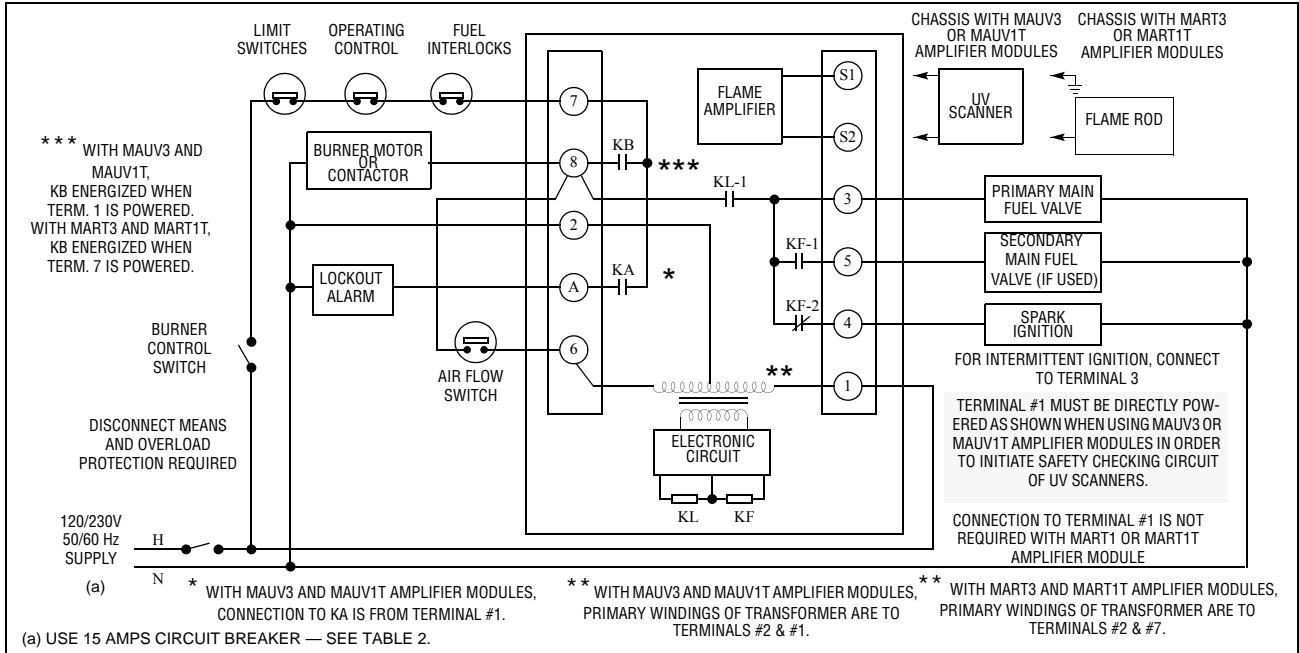 LIMIT
SWITCHES
OPERATING
CONTROL
FUEL
INTERLOCKS
CHASSIS WITH MAUV3
OR MAUV1T
AMPLIFIER MODULES
CHASSIS WITH MART3
OR MART1T
AMPLIFIER MODULES
7
S1
FLAME
AMPLIFIER
UV
SCANNER
FLAME ROD
S2
*** WITH MAUV3 AND
MAUV1T,
KB ENERGIZED WHEN
TERM. 1 IS POWERED.
WITH MART3 AND MART1T,
KB ENERGIZED WHEN
TERM. 7 IS POWERED.
BURNER MOTOR
OR
CONTACTOR
8
KB
***
KL-1
3
PRIMARY MAIN
FUEL VALVE
2
KF-1
5
SECONDARY
MAIN FUEL
VALVE (IF USED)
LOCKOUT
ALARM
A
KA
*
KF-2
4
SPARK
IGNITION
BURNER
CONTROL
SWITCH
AIR FLOW
SWITCH
6
**
1
FOR INTERMITTENT IGNITION, CONNECT
TO TERMINAL 3
TERMINAL #1 MUST BE DIRECTLY POW-
ERED AS SHOWN WHEN USING MAUV3 OR
MAUV1T AMPLIFIER MODULES IN ORDER
TO INITIATE SAFETY CHECKING CIRCUIT
OF UV SCANNERS.
DISCONNECT MEANS
AND OVERLOAD
PROTECTION REQUIRED
ELECTRONIC
CIRCUIT
KL
KF
120/230V
50/60 Hz
SUPPLY
(a)
H
N
CONNECTION TO TERMINAL #1 IS NOT
REQUIRED WITH MART1 OR MART1T
AMPLIFIER MODULE
* WITH MAUV3 AND MAUV1T AMPLIFIER MODULES,
CONNECTION TO KA IS FROM TERMINAL #1.
** WITH MAUV3 AND MAUV1T AMPLIFIER MODULES,
PRIMARY WINDINGS OF TRANSFORMER ARE TO
TERMINALS #2 & #1.
** WITH MART3 AND MART1T AMPLIFIER MODULES,
PRIMARY WINDINGS OF TRANSFORMER ARE TO
TERMINALS #2 & #7.
(a) USE 15 AMPS CIRCUIT BREAKER — SEE TABLE 2.